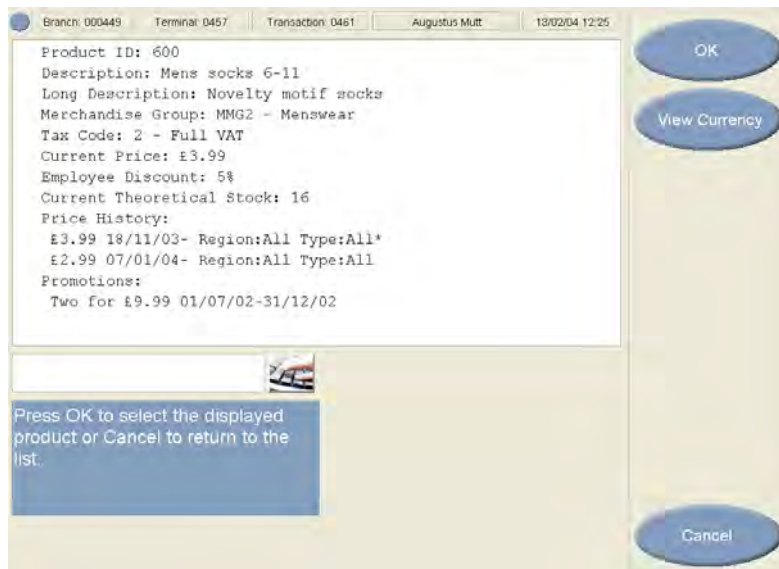 Branch: 000449 Terminal: 0457 Transaction: 0461 Augustus Mutt 13/02/04 12:25
Product ID: 600
Description: Mens socks 6-11
Long Description: Novelty motif socks
Merchandise Group: MMG2 - Menswear
Tax Code: 2 - Full VAT
Current Price: £3.99
Employee Discount: 5%
Current Theoretical Stock: 16
Price History:
£3.99 18/11/03- Region:All Type:All*
£2.99 07/01/04- Region:All Type:All
Promotions:
Two for £9.99 01/07/02-31/12/02
Press OK to select the displayed
product or Cancel to return to the
list.
OK
View Currency
Cancel